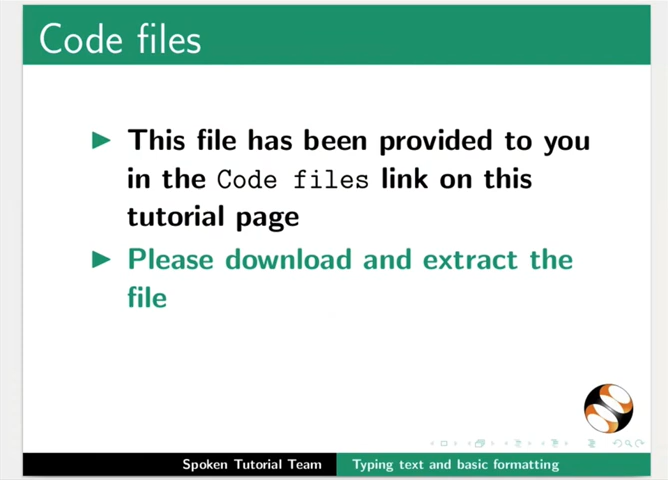 Code files
This file has been provided to you
in the Code files link on this
tutorial page
Please download and extract the
file
Spoken Tutorial Team
Typing text and basic formatting